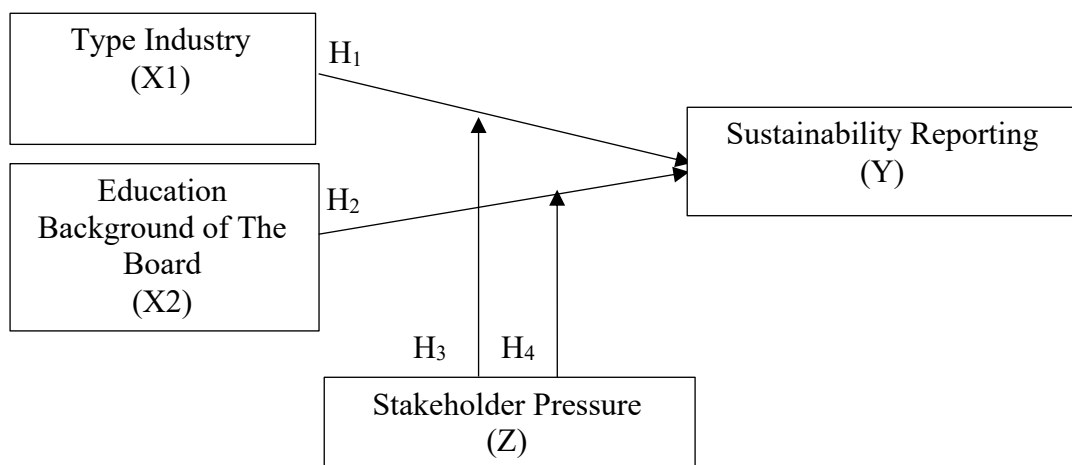 Type Industry
(X1)
H₁
Education
Background of The
Board
(X2)
H₂
Sustainability Reporting
(Y)
H₃
H₄
Stakeholder Pressure
(Z)